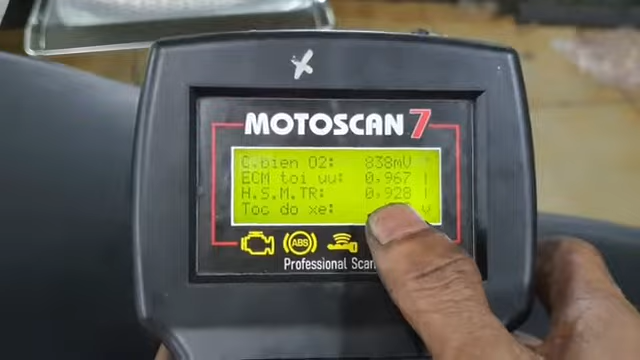 MOTOSCAN 7
C.bien O2: 838mV
ECM toi uu: 0,967
H.S.M.TR: 0,928
Toc do xe:
ABS
Professional Scan